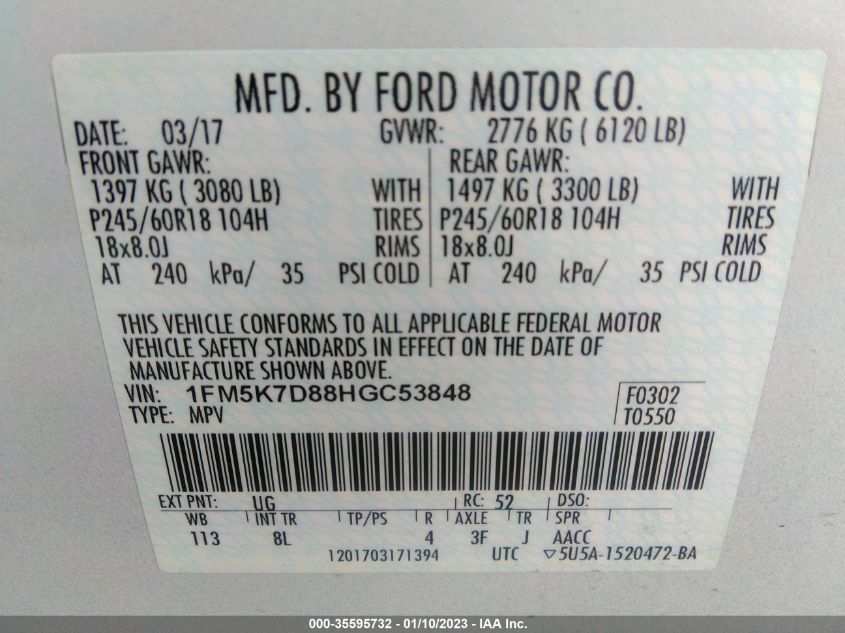 MFD. BY FORD MOTOR CO.
DATE: 03/17 GVWR: 2776 KG ( 6120 LB)
FRONT GAWR: REAR GAWR:
1397 KG ( 3080 LB) WITH 1497 KG ( 3300 LB) WITH
P245/60R18 104H TIRES P245/60R18 104H TIRES
18x8.0J RIMS 18x8.0J RIMS
AT 240 kPa/ 35 PSI COLD AT 240 kPa/ 35 PSI COLD
THIS VEHICLE CONFORMS TO ALL APPLICABLE FEDERAL MOTOR
VEHICLE SAFETY STANDARDS IN EFFECT ON THE DATE OF
MANUFACTURE SHOWN ABOVE.
VIN: 1FM5K7D88HGC53848 F0302
TYPE: MPV T0550
EXT PNT: UG RC: 52 DSO:
WB INT TR TP/PS R AXLE TR SPR
113 8L 4 3F J AACC
1201703171394 UTC ▽5U5A-1520472-BA
000-35595732 - 01/10/2023 - IAA Inc.